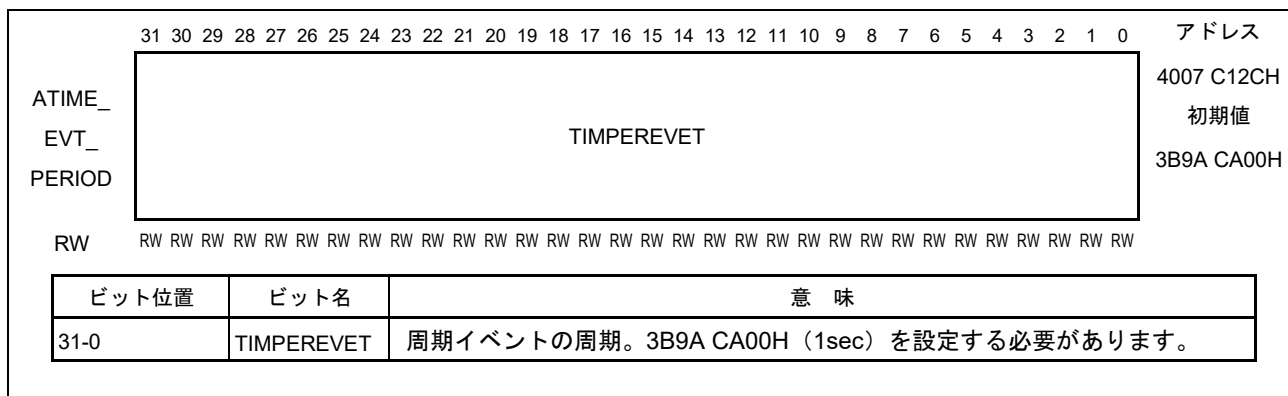 31 30 29 28 27 26 25 24 23 22 21 20 19 18 17 16 15 14 13 12 11 10 9 8 7 6 5 4 3 2 1 0 アドレス
ATIME_
EVT_
PERIOD
TIMPEREVET
4007 C12CH
初期値
3B9A CA00H
RW RW RW RW RW RW RW RW RW RW RW RW RW RW RW RW RW RW RW RW RW RW RW RW RW RW RW RW RW RW RW RW RW
ビット位置 ビット名 意 味
31-0 TIMPEREVET 周期イベントの周期。3B9A CA00H（1sec）を設定する必要があります。